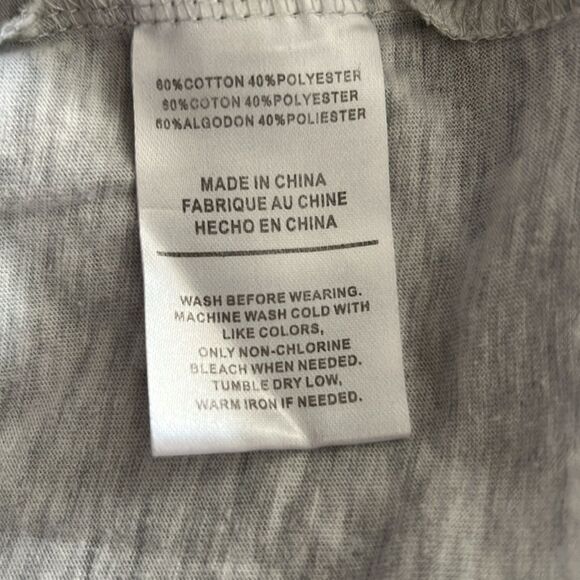 60%COTTON 40%POLYESTER
60%COTON 40%POLYESTER
60%ALGODON 40%POLIESTER
MADE IN CHINA
FABRIQUE AU CHINE
HECHO EN CHINA
WASH BEFORE WEARING.
MACHINE WASH COLD WITH
LIKE COLORS,
ONLY NON-CHLORINE
BLEACH WHEN NEEDED.
TUMBLE DRY LOW,
WARM IRON IF NEEDED.